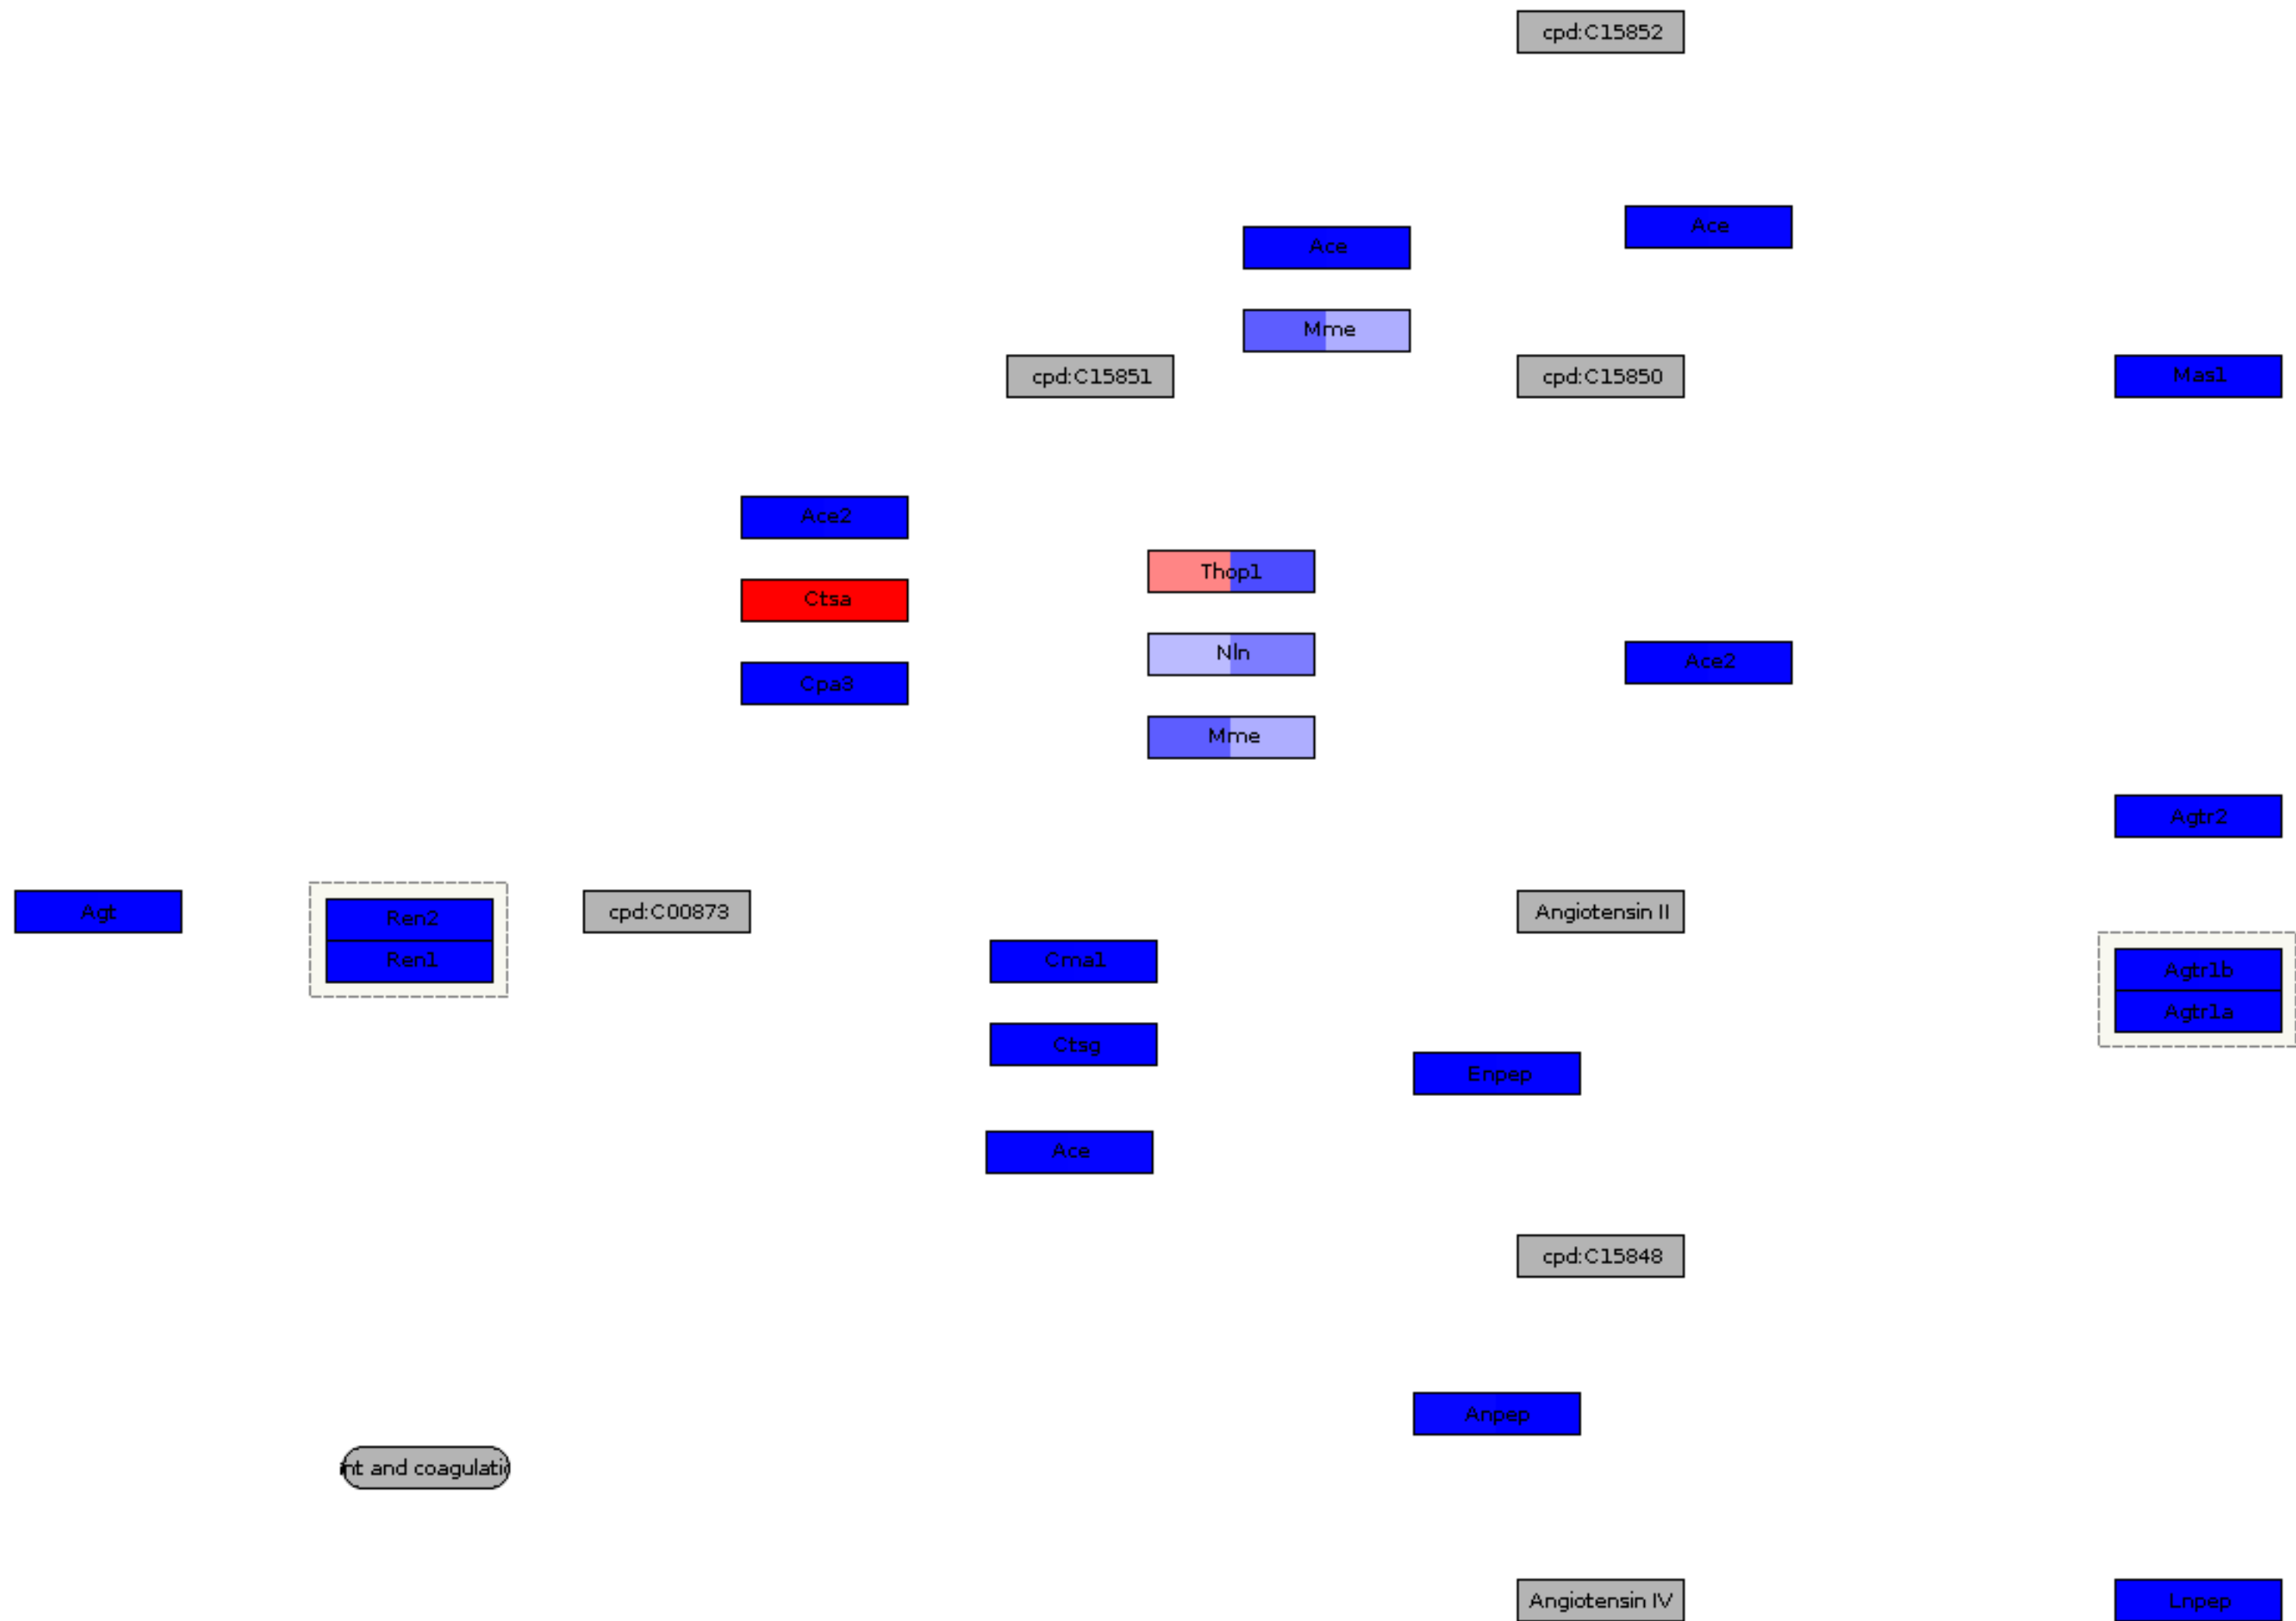 cpd:C15852
Ace
Ace
Mme
cpd:C15851
cpd:C15850
Mas1
Ace2
Thop1
Ctsa
Nln
Ace2
Cpa3
Mme
Agtr2
Agt
Ren2
cpd:C00873
Angiotensin II
Ren1
Cma1
Agtr1b
Agtr1a
Ctsg
Enpep
Ace
cpd:C15848
Anpep
nt and coagulatio
Angiotensin IV
Lnpep